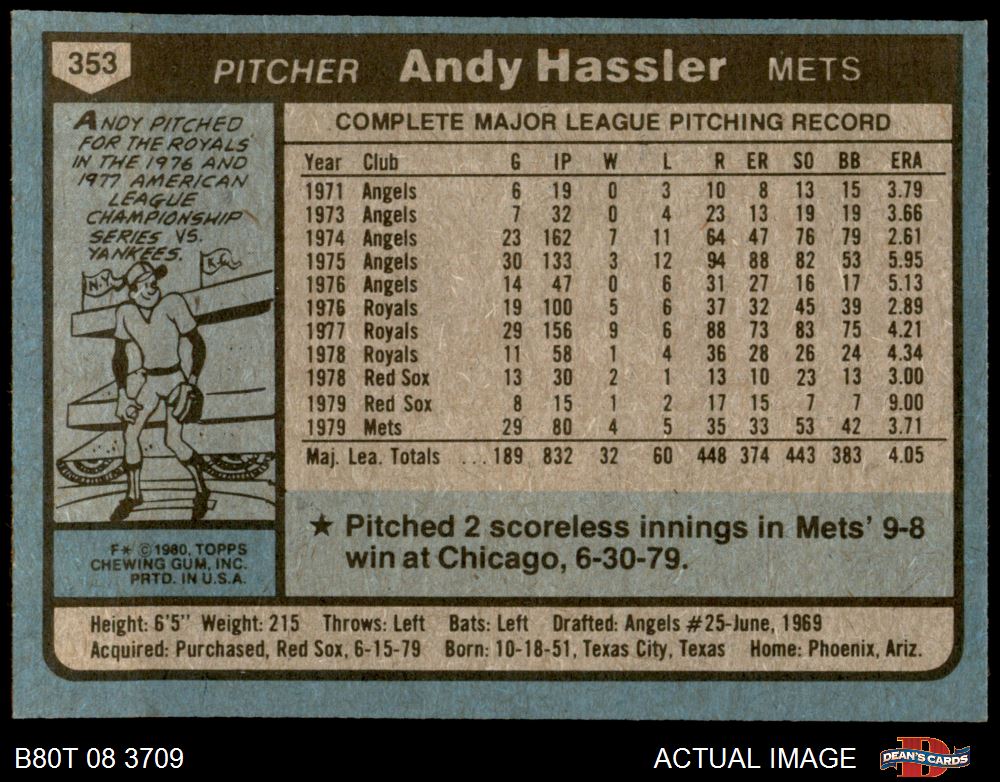 353
PITCHER Andy Hassler METS
ANDY PITCHED
FOR THE ROYALS
IN THE 1976 AND
1977 AMERICAN
LEAGUE
CHAMPIONSHIP
SERIES VS.
YANKEES.
N.Y.
K.C.
F* © 1980, TOPPS
CHEWING GUM, INC.
PRTD. IN U.S.A.
COMPLETE MAJOR LEAGUE PITCHING RECORD
Year Club G IP W L R ER SO BB ERA
1971 Angels 6 19 0 3 10 8 13 15 3.79
1973 Angels 7 32 0 4 23 13 19 19 3.66
1974 Angels 23 162 7 11 64 47 76 79 2.61
1975 Angels 30 133 3 12 94 88 82 53 5.95
1976 Angels 14 47 0 6 31 27 16 17 5.13
1976 Royals 19 100 5 6 37 32 45 39 2.89
1977 Royals 29 156 9 6 88 73 83 75 4.21
1978 Royals 11 58 1 4 36 28 26 24 4.34
1978 Red Sox 13 30 2 1 13 10 23 13 3.00
1979 Red Sox 8 15 1 2 17 15 7 7 9.00
1979 Mets 29 80 4 5 35 33 53 42 3.71
Maj. Lea. Totals ...189 832 32 60 448 374 443 383 4.05
★ Pitched 2 scoreless innings in Mets' 9-8
win at Chicago, 6-30-79.
Height: 6'5" Weight: 215 Throws: Left Bats: Left Drafted: Angels #25-June, 1969
Acquired: Purchased, Red Sox, 6-15-79 Born: 10-18-51, Texas City, Texas Home: Phoenix, Ariz.
B80T 08 3709
ACTUAL IMAGE
DEAN'S CARDS